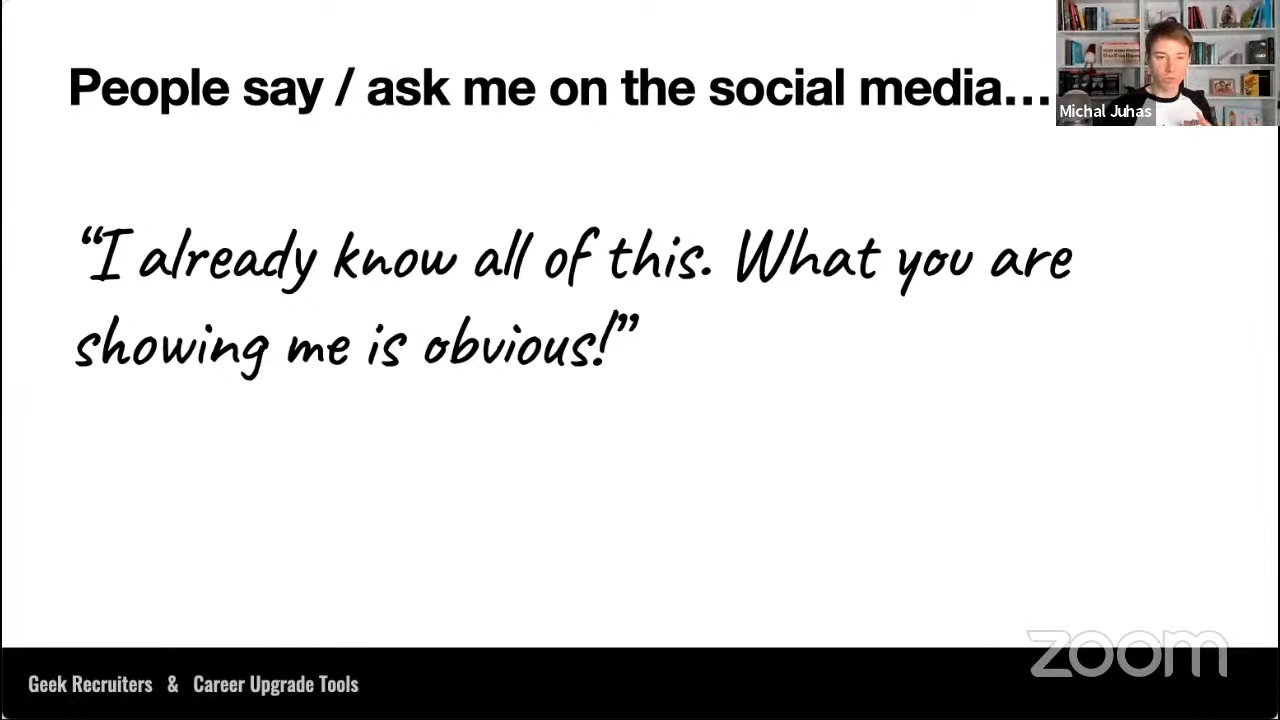 People say / ask me on the social media…
Michal Juhas
“I already know all of this. What you are
showing me is obvious!”
zoom
Geek Recruiters & Career Upgrade Tools